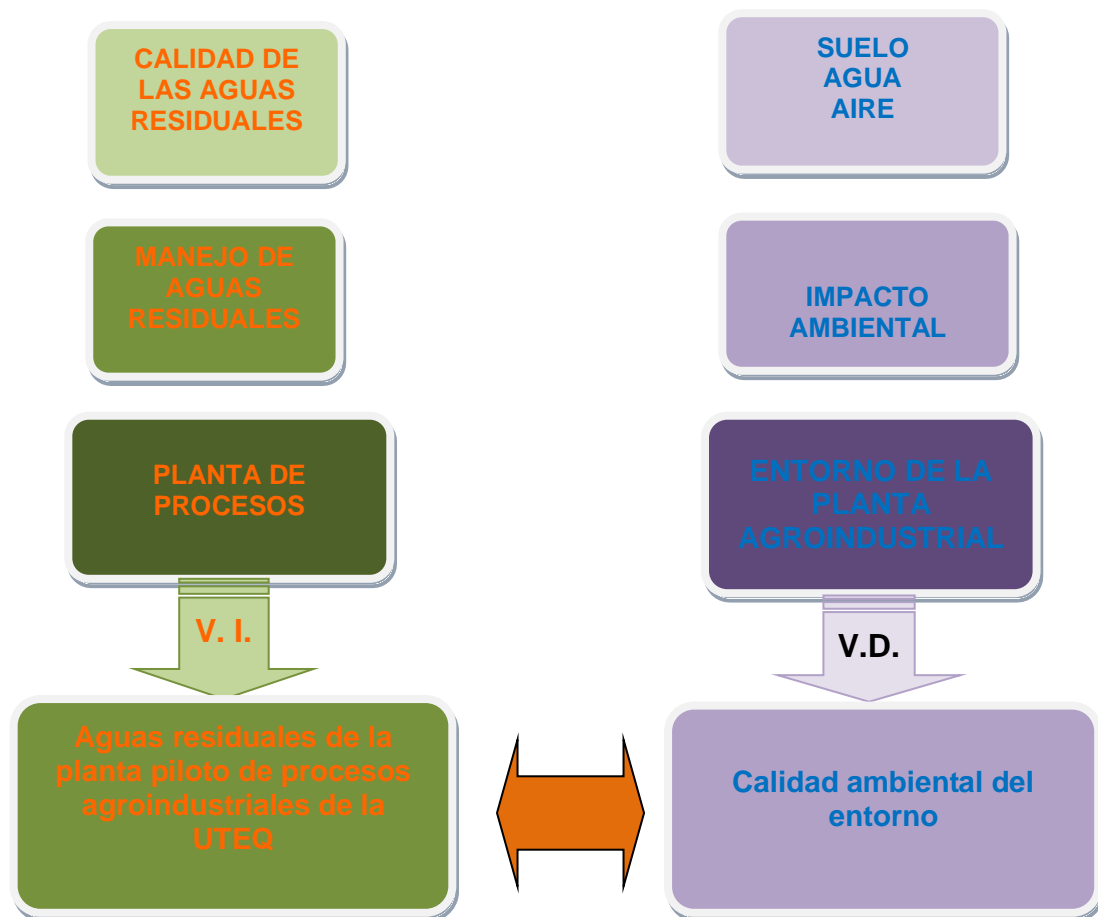 CALIDAD DE
LAS AGUAS
RESIDUALES
SUELO
AGUA
AIRE
MANEJO DE
AGUAS
RESIDUALES
IMPACTO
AMBIENTAL
PLANTA DE
PROCESOS
ENTORNO DE LA
PLANTA
AGROINDUSTRIAL
V. I.
V.D.
Aguas residuales de la
planta piloto de procesos
agroindustriales de la
UTEQ
Calidad ambiental del
entorno